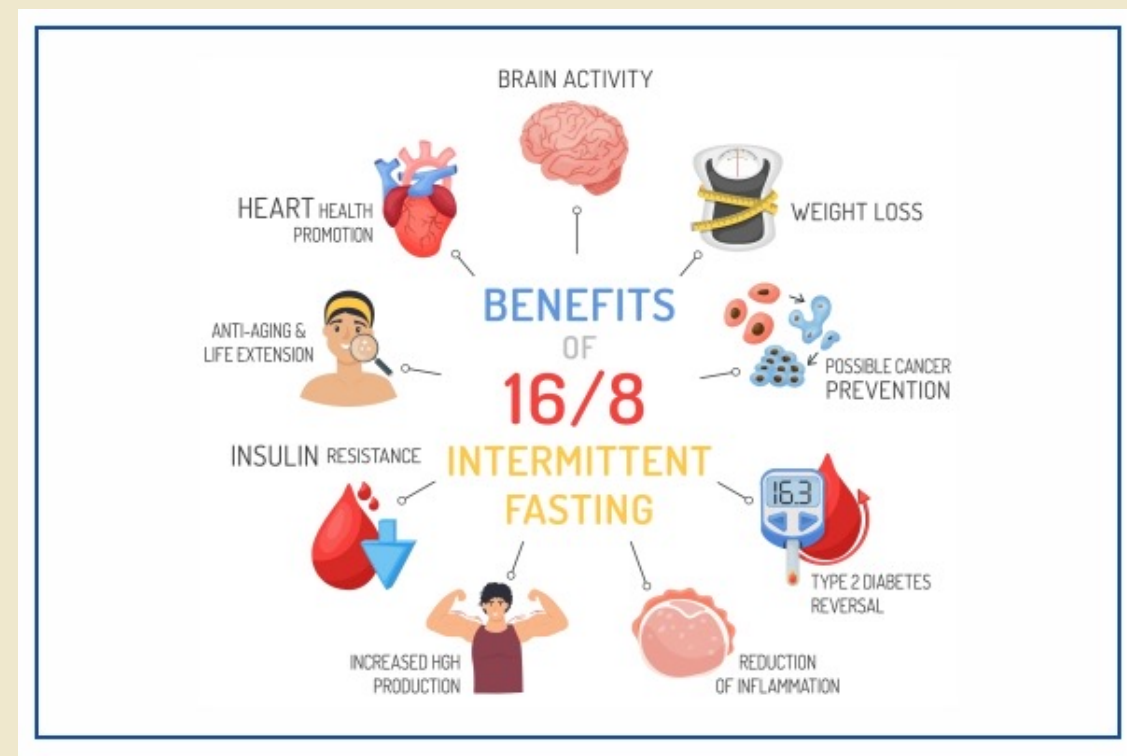 BRAIN ACTIVITY
HEART HEALTH
PROMOTION
WEIGHT LOSS
BENEFITS
OF
16/8
INTERMITTENT
FASTING
ANTI-AGING &
LIFE EXTENSION
POSSIBLE CANCER
PREVENTION
INSULIN RESISTANCE
16.3
TYPE 2 DIABETES
REVERSAL
INCREASED HGH
PRODUCTION
REDUCTION
OF INFLAMMATION